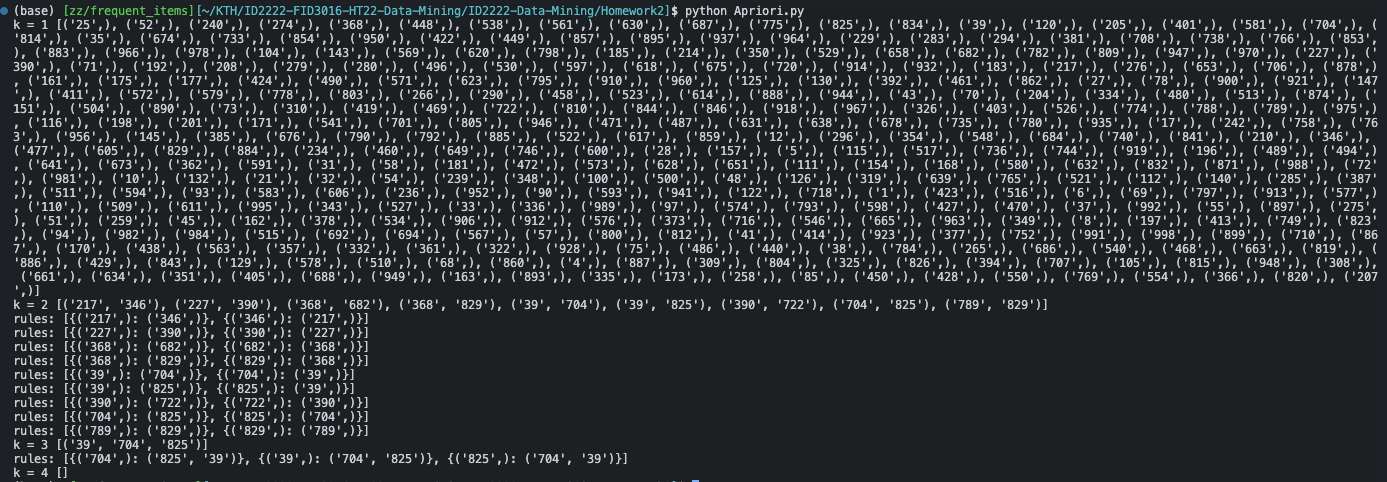 (base) [zz/frequent_items][~/KTH/ID2222-FID3016-HT22-Data-Mining/ID2222-Data-Mining/Homework2]$ python Apriori.py
k = 1 [('25',), ('52',), ('240',), ('274',), ('368',), ('448',), ('538',), ('561',), ('630',), ('687',), ('775',), ('825',), ('834',), ('39',), ('120',), ('205',), ('401',), ('581',), ('704',), (
'814',), ('35',), ('674',), ('733',), ('854',), ('950',), ('422',), ('449',), ('857',), ('895',), ('937',), ('964',), ('229',), ('283',), ('294',), ('381',), ('708',), ('738',), ('766',), ('853',
), ('883',), ('966',), ('978',), ('104',), ('143',), ('569',), ('620',), ('798',), ('185',), ('214',), ('350',), ('529',), ('658',), ('682',), ('782',), ('809',), ('947',), ('970',), ('227',), ('
390',), ('71',), ('192',), ('208',), ('279',), ('280',), ('496',), ('530',), ('597',), ('618',), ('675',), ('720',), ('914',), ('932',), ('183',), ('217',), ('276',), ('653',), ('706',), ('878',)
, ('161',), ('175',), ('177',), ('424',), ('490',), ('571',), ('623',), ('795',), ('910',), ('960',), ('125',), ('130',), ('392',), ('461',), ('862',), ('27',), ('78',), ('900',), ('921',), ('147
',), ('411',), ('572',), ('579',), ('778',), ('803',), ('266',), ('290',), ('458',), ('523',), ('614',), ('888',), ('944',), ('43',), ('70',), ('204',), ('334',), ('480',), ('513',), ('874',), ('
151',), ('504',), ('890',), ('73',), ('310',), ('419',), ('469',), ('722',), ('810',), ('844',), ('846',), ('918',), ('967',), ('326',), ('403',), ('526',), ('774',), ('788',), ('789',), ('975',)
, ('116',), ('198',), ('201',), ('171',), ('541',), ('701',), ('805',), ('946',), ('471',), ('487',), ('631',), ('638',), ('678',), ('735',), ('780',), ('935',), ('17',), ('242',), ('758',), ('76
3',), ('956',), ('145',), ('385',), ('676',), ('790',), ('792',), ('885',), ('522',), ('617',), ('859',), ('12',), ('296',), ('354',), ('548',), ('684',), ('740',), ('841',), ('210',), ('346',),
('477',), ('605',), ('829',), ('884',), ('234',), ('460',), ('649',), ('746',), ('600',), ('28',), ('157',), ('5',), ('115',), ('517',), ('736',), ('744',), ('919',), ('196',), ('489',), ('494',)
, ('641',), ('673',), ('362',), ('591',), ('31',), ('58',), ('181',), ('472',), ('573',), ('628',), ('651',), ('111',), ('154',), ('168',), ('580',), ('632',), ('832',), ('871',), ('988',), ('72'
,), ('981',), ('10',), ('132',), ('21',), ('32',), ('54',), ('239',), ('348',), ('100',), ('500',), ('48',), ('126',), ('319',), ('639',), ('765',), ('521',), ('112',), ('140',), ('285',), ('387'
,), ('511',), ('594',), ('93',), ('583',), ('606',), ('236',), ('952',), ('90',), ('593',), ('941',), ('122',), ('718',), ('1',), ('423',), ('516',), ('6',), ('69',), ('797',), ('913',), ('577',)
, ('110',), ('509',), ('611',), ('995',), ('343',), ('527',), ('33',), ('336',), ('989',), ('97',), ('574',), ('793',), ('598',), ('427',), ('470',), ('37',), ('992',), ('55',), ('897',), ('275',
), ('51',), ('259',), ('45',), ('162',), ('378',), ('534',), ('906',), ('912',), ('576',), ('373',), ('716',), ('546',), ('665',), ('963',), ('349',), ('8',), ('197',), ('413',), ('749',), ('823'
,), ('94',), ('982',), ('984',), ('515',), ('692',), ('694',), ('567',), ('57',), ('800',), ('812',), ('41',), ('414',), ('923',), ('377',), ('752',), ('991',), ('998',), ('899',), ('710',), ('86
7',), ('170',), ('438',), ('563',), ('357',), ('332',), ('361',), ('322',), ('928',), ('75',), ('486',), ('440',), ('38',), ('784',), ('265',), ('686',), ('540',), ('468',), ('663',), ('819',), (
'886',), ('429',), ('843',), ('129',), ('578',), ('510',), ('68',), ('860',), ('4',), ('887',), ('309',), ('804',), ('325',), ('826',), ('394',), ('707',), ('105',), ('815',), ('948',), ('308',),
('661',), ('634',), ('351',), ('405',), ('688',), ('949',), ('163',), ('893',), ('335',), ('173',), ('258',), ('85',), ('450',), ('428',), ('550',), ('769',), ('554',), ('366',), ('820',), ('207
',)]
k = 2 [('217', '346'), ('227', '390'), ('368', '682'), ('368', '829'), ('39', '704'), ('39', '825'), ('390', '722'), ('704', '825'), ('789', '829')]
rules: [{('217',): ('346',)}, {('346',): ('217',)}]
rules: [{('227',): ('390',)}, {('390',): ('227',)}]
rules: [{('368',): ('682',)}, {('682',): ('368',)}]
rules: [{('368',): ('829',)}, {('829',): ('368',)}]
rules: [{('39',): ('704',)}, {('704',): ('39',)}]
rules: [{('39',): ('825',)}, {('825',): ('39',)}]
rules: [{('390',): ('722',)}, {('722',): ('390',)}]
rules: [{('704',): ('825',)}, {('825',): ('704',)}]
rules: [{('789',): ('829',)}, {('829',): ('789',)}]
k = 3 [('39', '704', '825')]
rules: [{('704',): ('825', '39')}, {('39',): ('704', '825')}, {('825',): ('704', '39')}]
k = 4 []